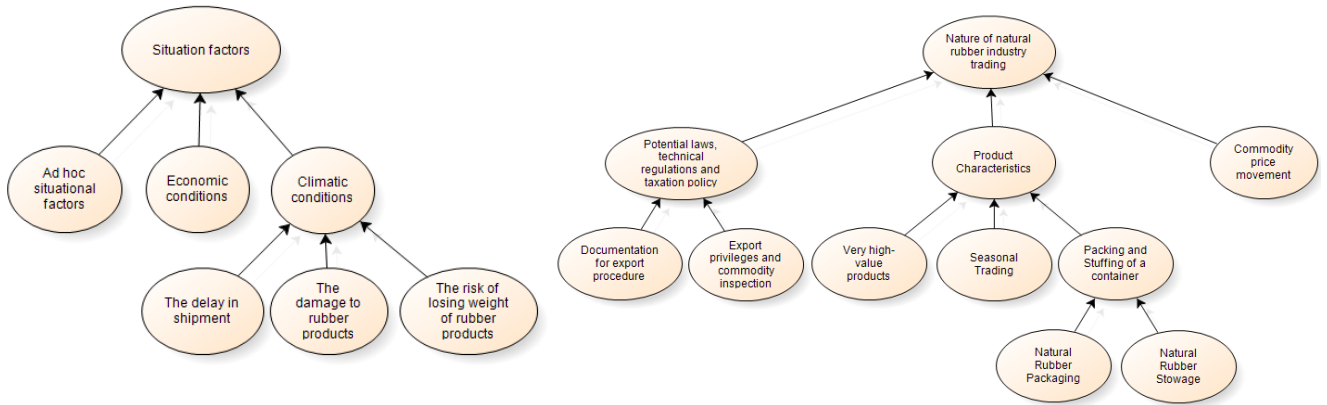 Situation factors
Ad hoc
situational
factors
Economic
conditions
Climatic
conditions
The delay in
shipment
The
damage to
rubber
products
The risk of
losing weight
of rubber
products
Nature of natural
rubber industry
trading
Potential laws,
technical
regulations and
taxation policy
Product
Characteristics
Commodity
price
movement
Documentation
for export
procedure
Export
privileges and
commodity
inspection
Very high-
value
products
Seasonal
Trading
Packing and
Stuffing of a
container
Natural
Rubber
Packaging
Natural
Rubber
Stowage